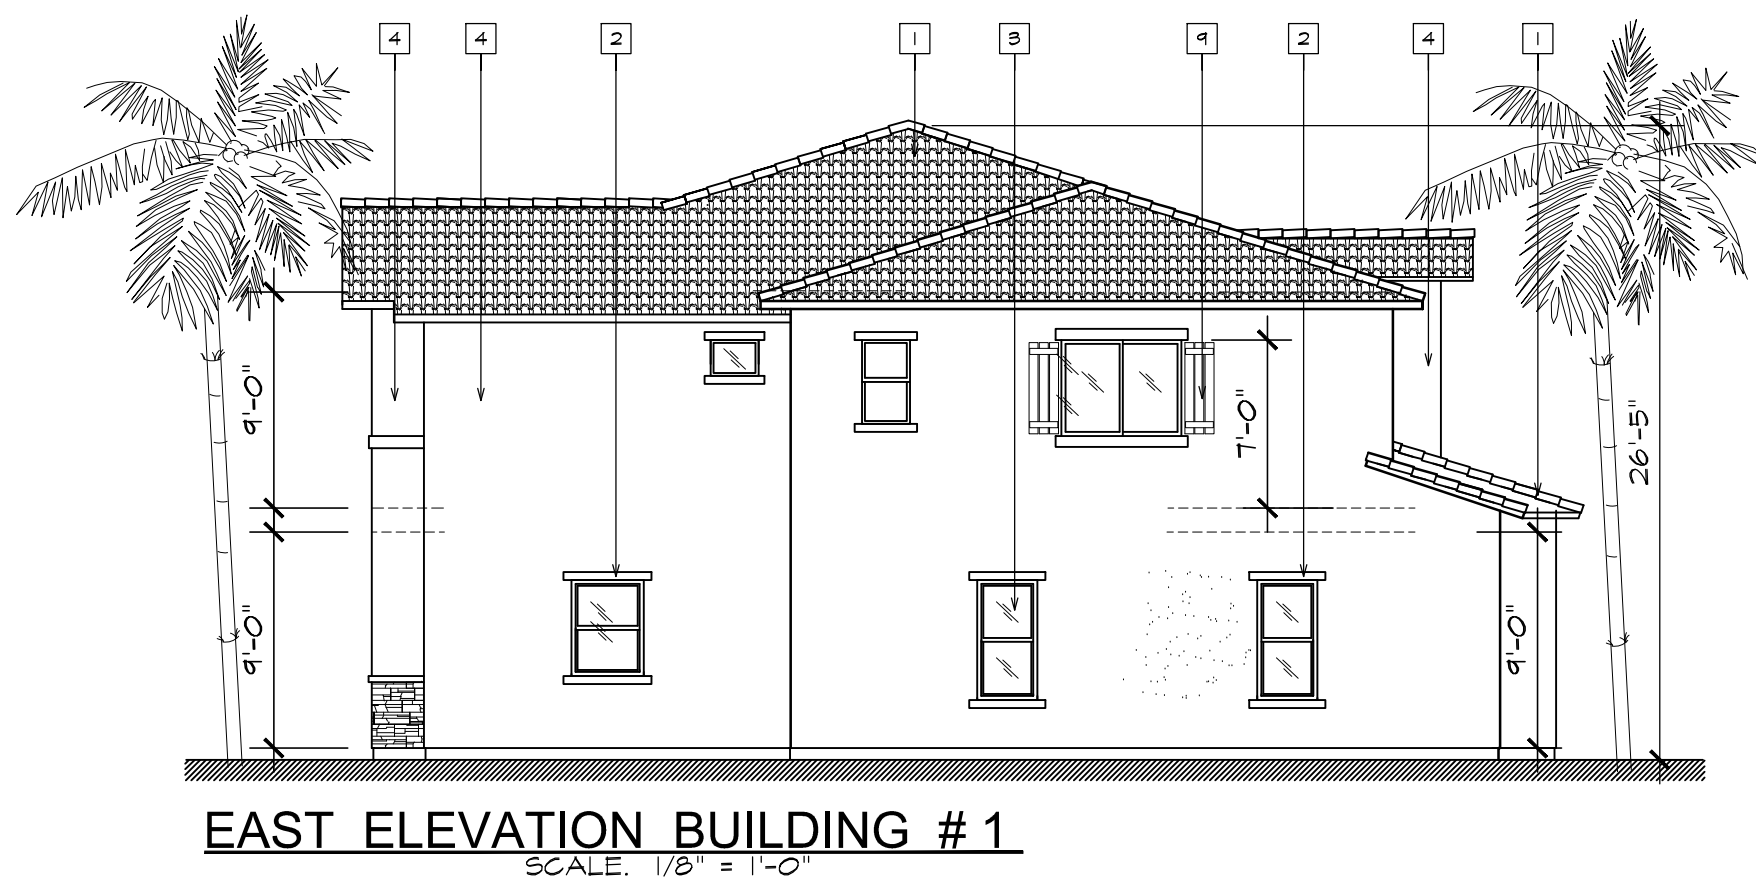 4 4 2 1 3 9 2 4 1
9'-0"
7'-0"
26'-5"
9'-0"
9'-0"
EAST ELEVATION BUILDING # 1
SCALE. 1/8" = 1'-0"